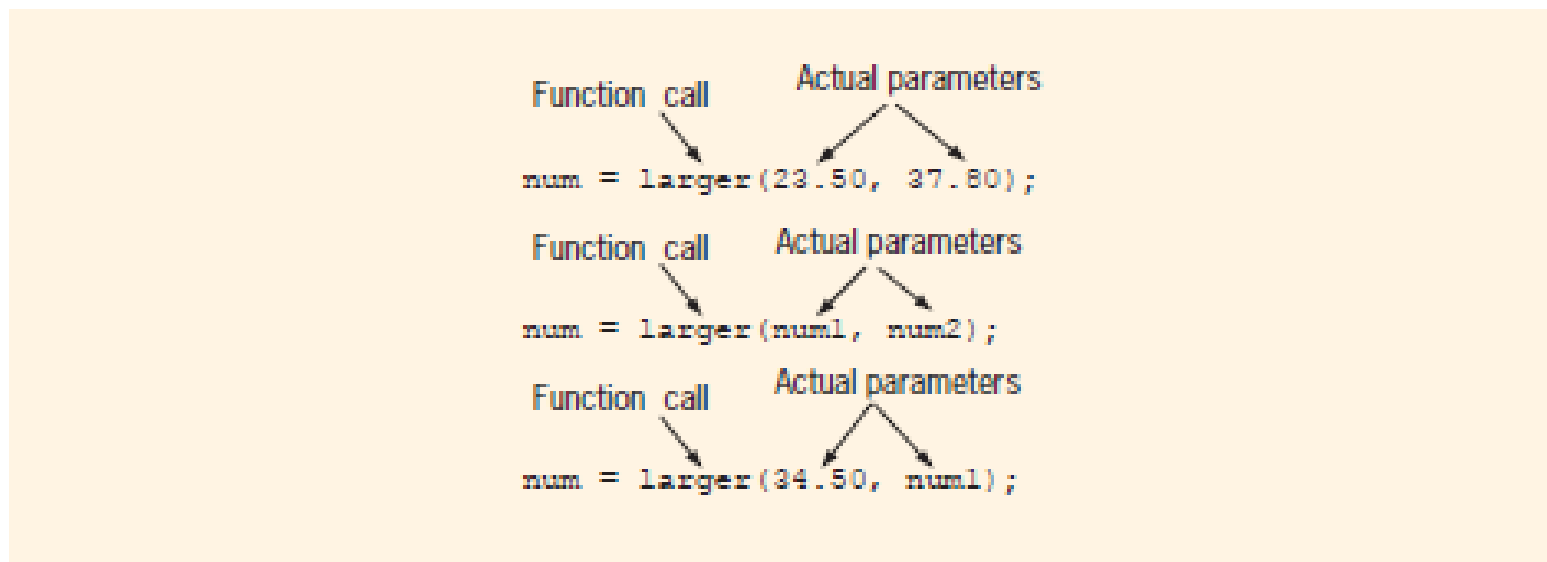 Function call Actual parameters
num = larger(23.50, 37.80);
Function call Actual parameters
num = larger(num1, num2);
Function call Actual parameters
num = larger(34.50, num1);